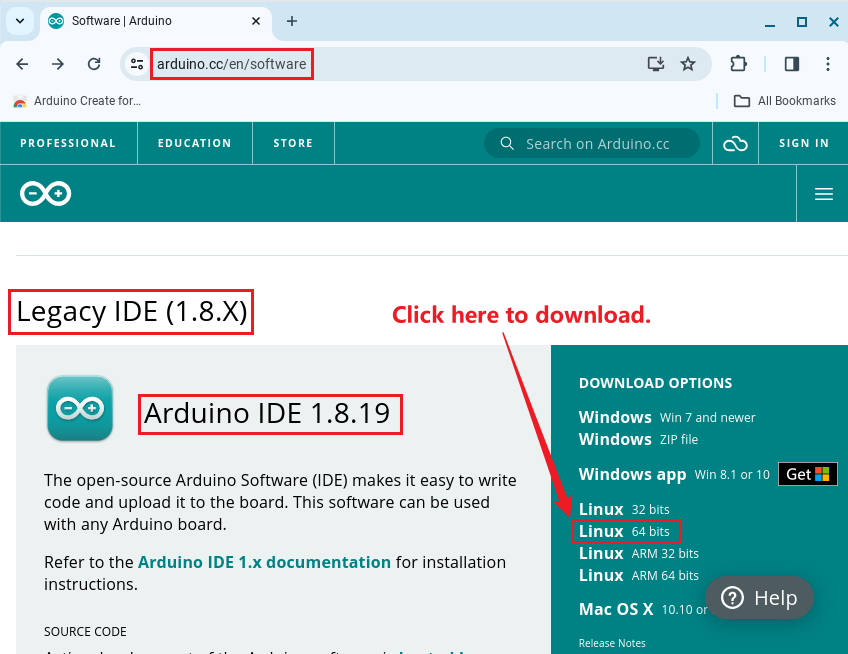 Software | Arduino
arduino.cc/en/software
Arduino Create for...
All Bookmarks
PROFESSIONAL EDUCATION STORE Search on Arduino.cc SIGN IN
Legacy IDE (1.8.X)
Click here to download.
Arduino IDE 1.8.19
The open-source Arduino Software (IDE) makes it easy to write
code and upload it to the board. This software can be used
with any Arduino board.
Refer to the Arduino IDE 1.x documentation for installation
instructions.
SOURCE CODE
DOWNLOAD OPTIONS
Windows Win 7 and newer
Windows ZIP file
Windows app Win 8.1 or 10 Get
Linux 32 bits
Linux 64 bits
Linux ARM 32 bits
Linux ARM 64 bits
Mac OS X 10.10 or
Help
Release Notes